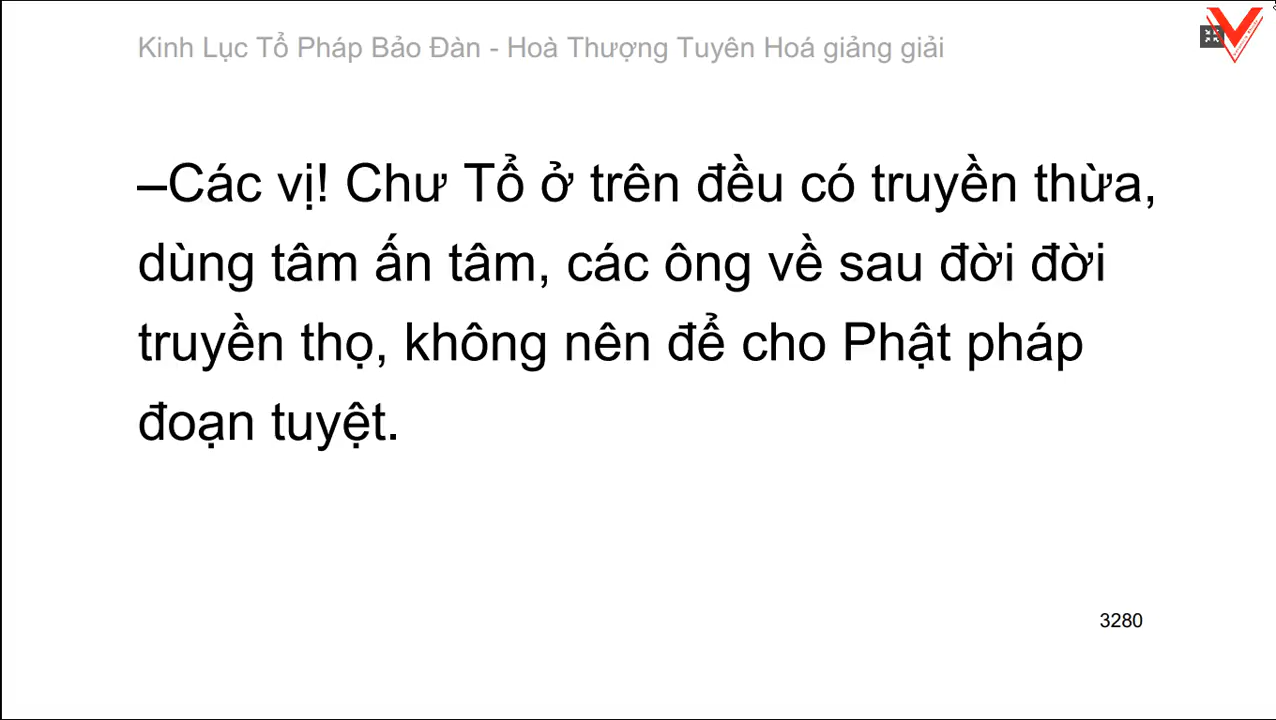 Kinh Lục Tổ Pháp Bảo Đàn - Hoà Thượng Tuyên Hoá giảng giải
–Các vị! Chư Tổ ở trên đều có truyền thừa,
dùng tâm ấn tâm, các ông về sau đời đời
truyền thọ, không nên để cho Phật pháp
đoạn tuyệt.
3280